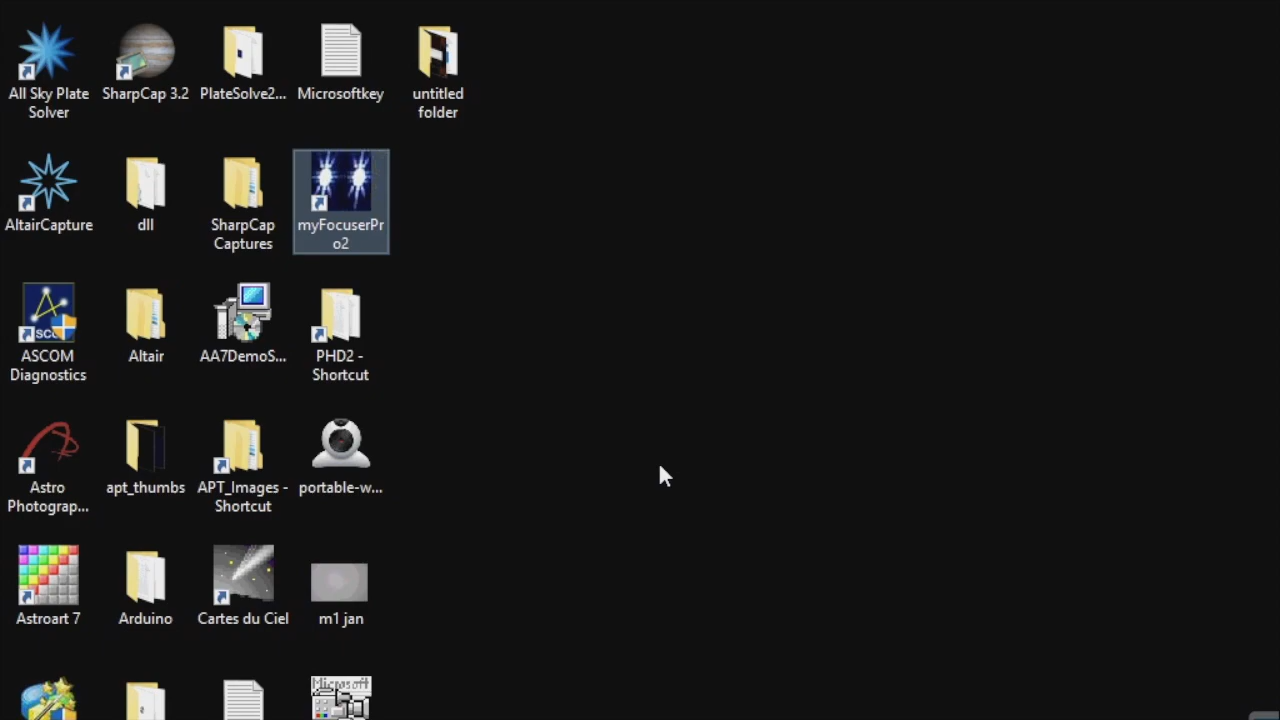 All Sky Plate
Solver
SharpCap 3.2
PlateSolve2...
Microsoftkey
untitled
folder
AltairCapture
dll
SharpCap
Captures
myFocuserPr
o2
ASCOM
Diagnostics
Altair
AA7DemoS...
PHD2 -
Shortcut
Astro
Photograp...
apt_thumbs
APT_Images -
Shortcut
portable-w...
Astroart 7
Arduino
Cartes du Ciel
m1 jan
Microsoft